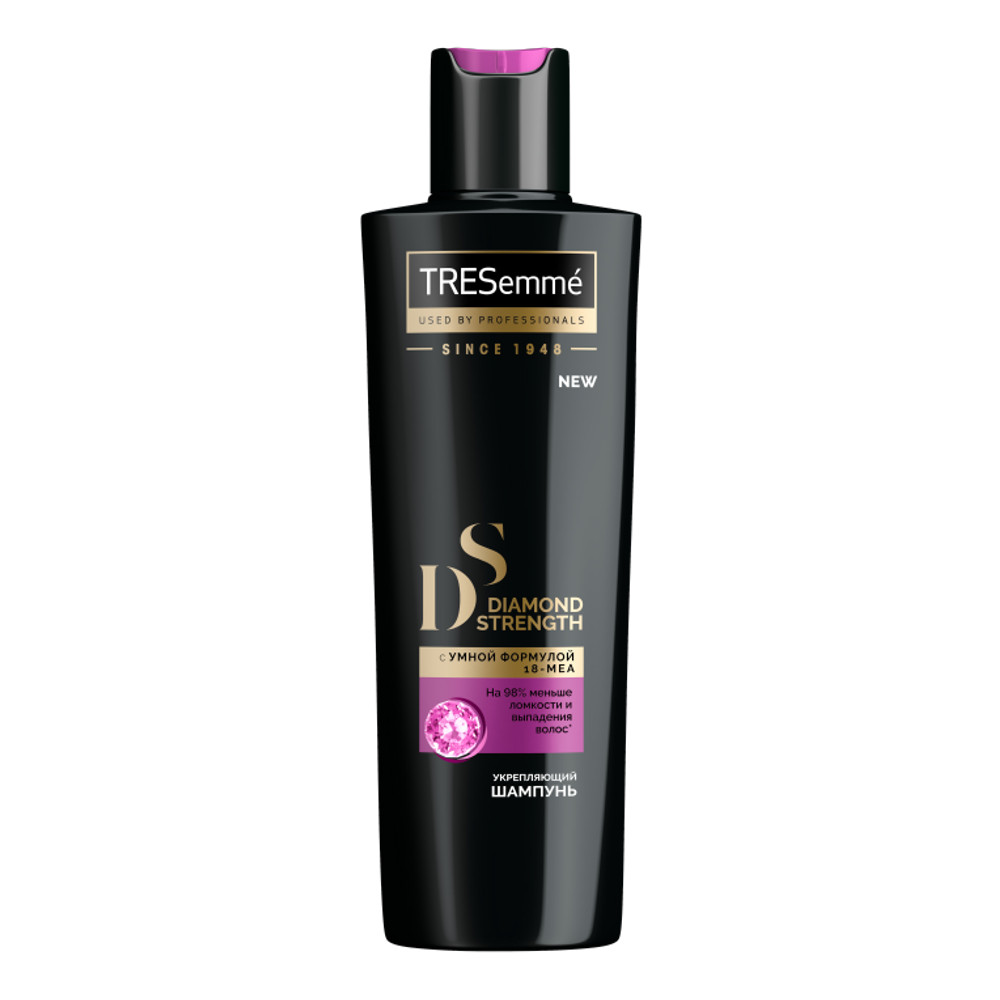 TRESemmé
USED BY PROFESSIONALS
SINCE 1948
NEW
DS
DIAMOND
STRENGTH
с УМНОЙ ФОРМУЛОЙ
18-МЕА
На 98% меньше
ломкости и
выпадения
волос*
УКРЕПЛЯЮЩИЙ
ШАМПУНЬ